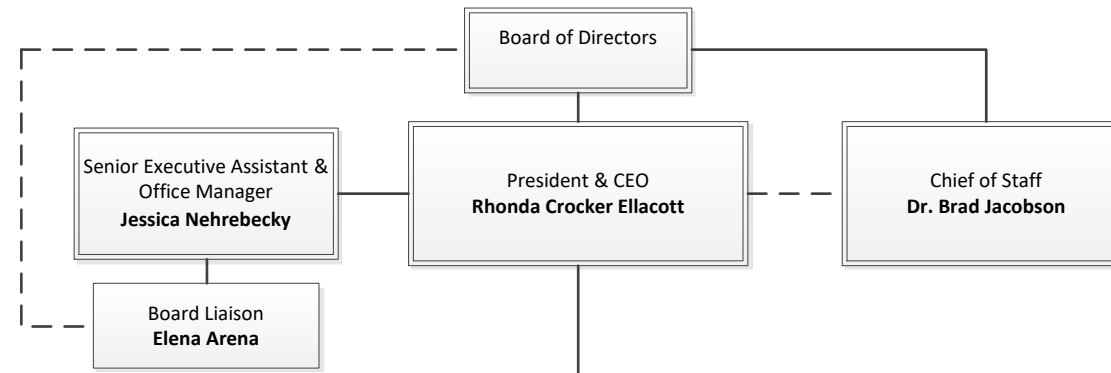 Board of Directors
Senior Executive Assistant &
Office Manager
Jessica Nehrebecky
President & CEO
Rhonda Crocker Ellacott
Chief of Staff
Dr. Brad Jacobson
Board Liaison
Elena Arena